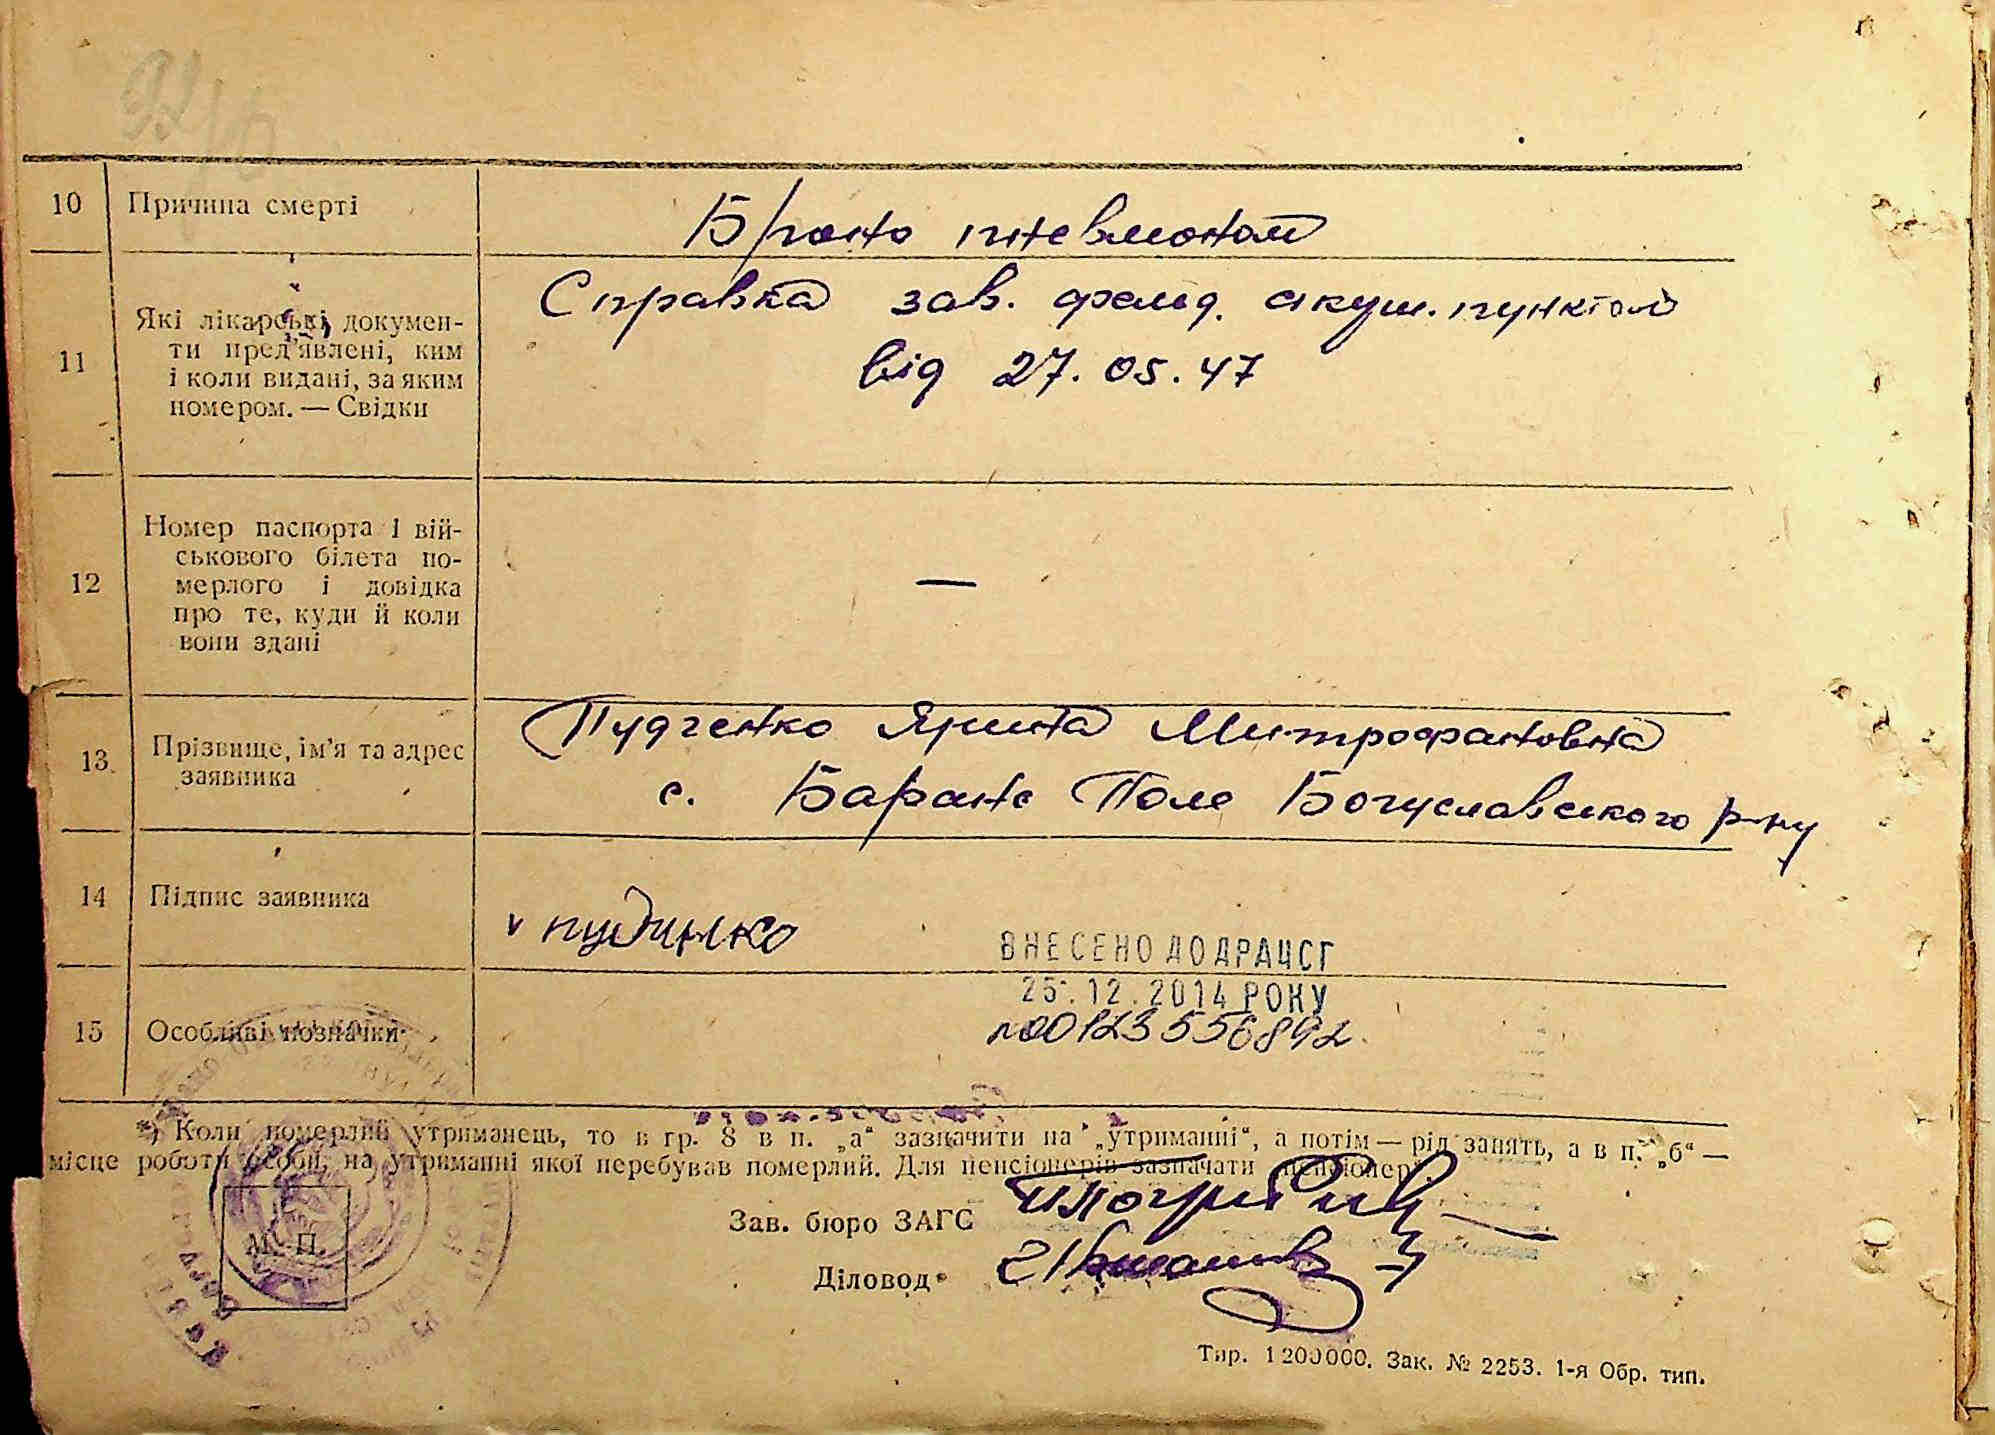 10 Причина смерті
Броно пневмонат
11 Які лікарські докумен-
ти пред'явлені, ким
і коли видані, за яким
номером. — Свідки
Справка зав. фельд. акуш. пунктом
від 27.05.47
12 Номер паспорта і вій-
ськового білета по-
мерлого і довідка
про те, куди й коли
вони здані
—
13 Прізвище, ім'я та адрес
заявника
Пудченко Ярина Митрофановна
с. Баране Поле Богуславського р-ну
14 Підпис заявника
v пудинко
ВНЕСЕНО ДО ДРАЦСГ
25.12.2014 РОКУ
15 Особливі позначки
№00123556892
*) Коли померлий утриманець, то в гр. 8 в п. „а“ зазначити на „утриманні“, а потім — рід занять, а в п. „б“ —
місце роботи особи, на утриманні якої перебував померлий. Для пенсіонерів зазначати „пенсіонер“
М. П.
Зав. бюро ЗАГС
Діловод
Тир. 1200000. Зак. № 2253. 1-я Обр. тип.